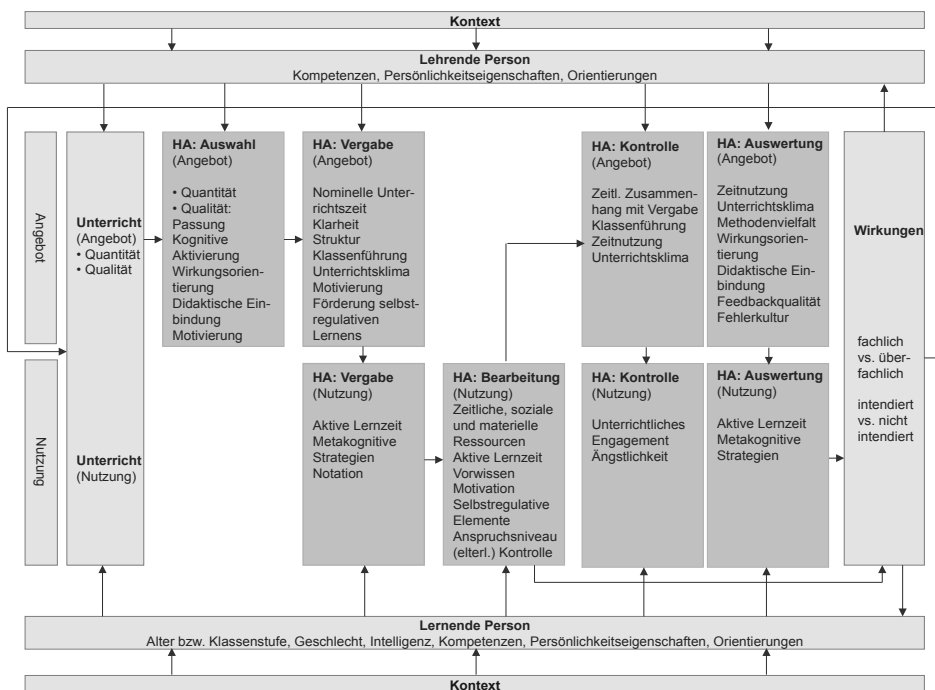 Kontext
Lehrende Person
Kompetenzen, Persönlichkeitseigenschaften, Orientierungen
Angebot
Nutzung
Unterricht
(Angebot)
• Quantität
• Qualität
Unterricht
(Nutzung)
HA: Auswahl
(Angebot)
• Quantität
• Qualität:
Passung
Kognitive
Aktivierung
Wirkungsorien-
tierung
Didaktische Ein-
bindung
Motivierung
HA: Vergabe
(Angebot)
Nominelle Unter-
richtszeit
Klarheit
Struktur
Klassenführung
Unterrichtsklima
Motivierung
Förderung selbst-
regulativen
Lernens
HA: Vergabe
(Nutzung)
Aktive Lernzeit
Metakognitive
Strategien
Notation
HA: Bearbeitung
(Nutzung)
Zeitliche, soziale
und materielle
Ressourcen
Aktive Lernzeit
Vorwissen
Motivation
Selbstregulative
Elemente
Anspruchsniveau
(elterl.) Kontrolle
HA: Kontrolle
(Angebot)
Zeitl. Zusammen-
hang mit Vergabe
Klassenführung
Zeitnutzung
Unterrichtsklima
HA: Kontrolle
(Nutzung)
Unterrichtliches
Engagement
Ängstlichkeit
HA: Auswertung
(Angebot)
Zeitnutzung
Unterrichtsklima
Methodenvielfalt
Wirkungsorien-
tierung
Didaktische Ein-
bindung
Feedbackqualität
Fehlerkultur
HA: Auswertung
(Nutzung)
Aktive Lernzeit
Metakognitive
Strategien
Wirkungen
fachlich
vs. über-
fachlich
intendiert
vs. nicht
intendiert
Lernende Person
Alter bzw. Klassenstufe, Geschlecht, Intelligenz, Kompetenzen, Persönlichkeitseigenschaften, Orientierungen
Kontext